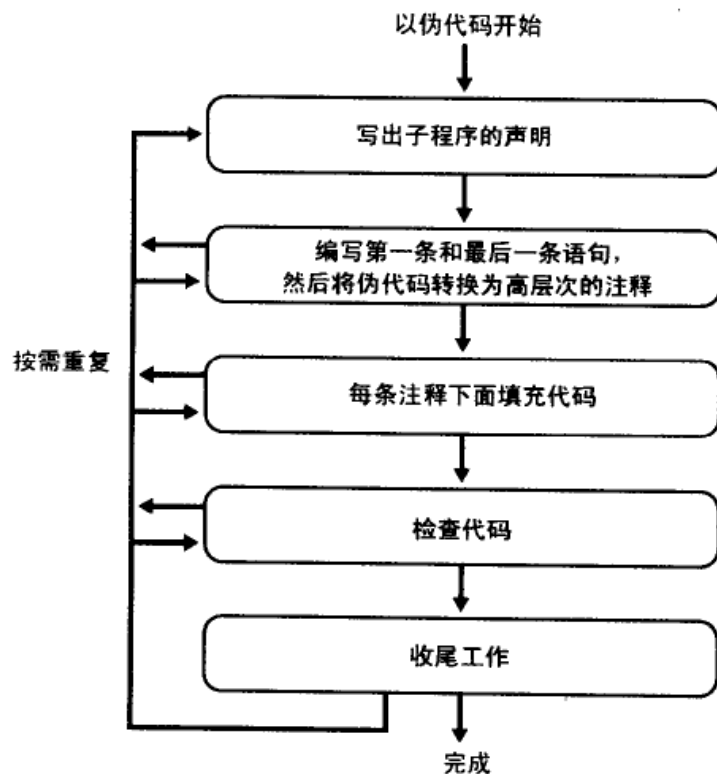 以伪代码开始
写出子程序的声明
编写第一条和最后一条语句，
然后将伪代码转换为高层次的注释
按需重复
每条注释下面填充代码
检查代码
收尾工作
完成